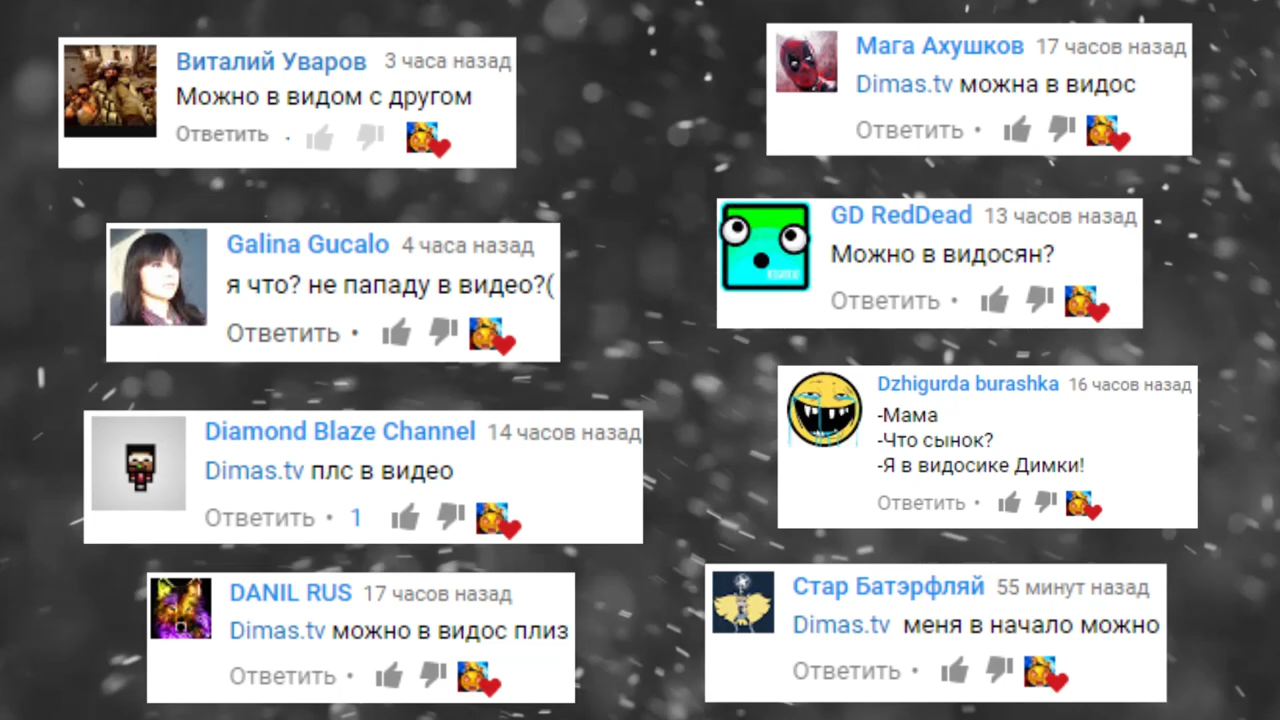 Виталий Уваров 3 часа назад
Можно в видом с другом
Ответить
Galina Gucalo 4 часа назад
я что? не пападу в видео?(
Ответить •
Diamond Blaze Channel 14 часов назад
Dimas.tv плс в видео
Ответить • 1
DANIL RUS 17 часов назад
Dimas.tv можно в видос плиз
Ответить •
Мага Ахушков 17 часов назад
Dimas.tv можна в видос
Ответить •
GD RedDead 13 часов назад
Можно в видосян?
Ответить •
Dzhigurda burashka 16 часов назад
-Мама
-Что сынок?
-Я в видосике Димки!
Ответить •
Стар Батэрфляй 55 минут назад
Dimas.tv меня в начало можно
Ответить •